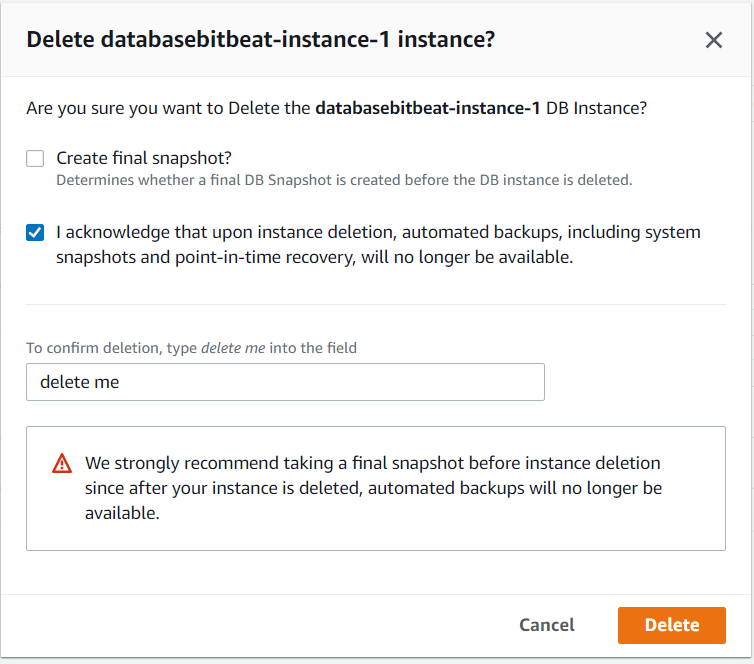 Delete databasebitbeat-instance-1 instance?
Are you sure you want to Delete the databasebitbeat-instance-1 DB Instance?
Create final snapshot?
Determines whether a final DB Snapshot is created before the DB instance is deleted.
I acknowledge that upon instance deletion, automated backups, including system
snapshots and point-in-time recovery, will no longer be available.
To confirm deletion, type delete me into the field
delete me
We strongly recommend taking a final snapshot before instance deletion
since after your instance is deleted, automated backups will no longer be
available.
Cancel
Delete